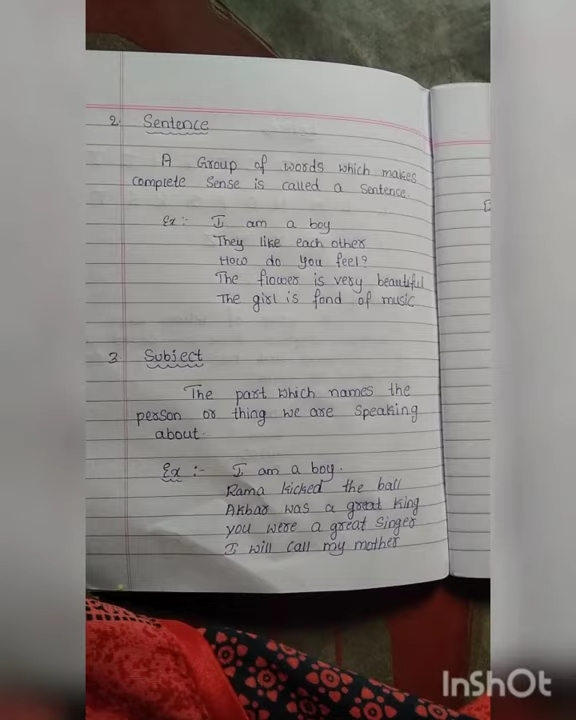 2. Sentence
A Group of words which makes
complete Sense is called a Sentence.
Ex:- I am a boy
They like each other
How do you feel?
The flower is very beautiful
The girl is fond of music
3 Subject
The part which names the
person or thing we are speaking
about.
Ex :- I am a boy.
Rama kicked the ball
Akbar was a great king
you were a great singer
I will call my mother
InShOt